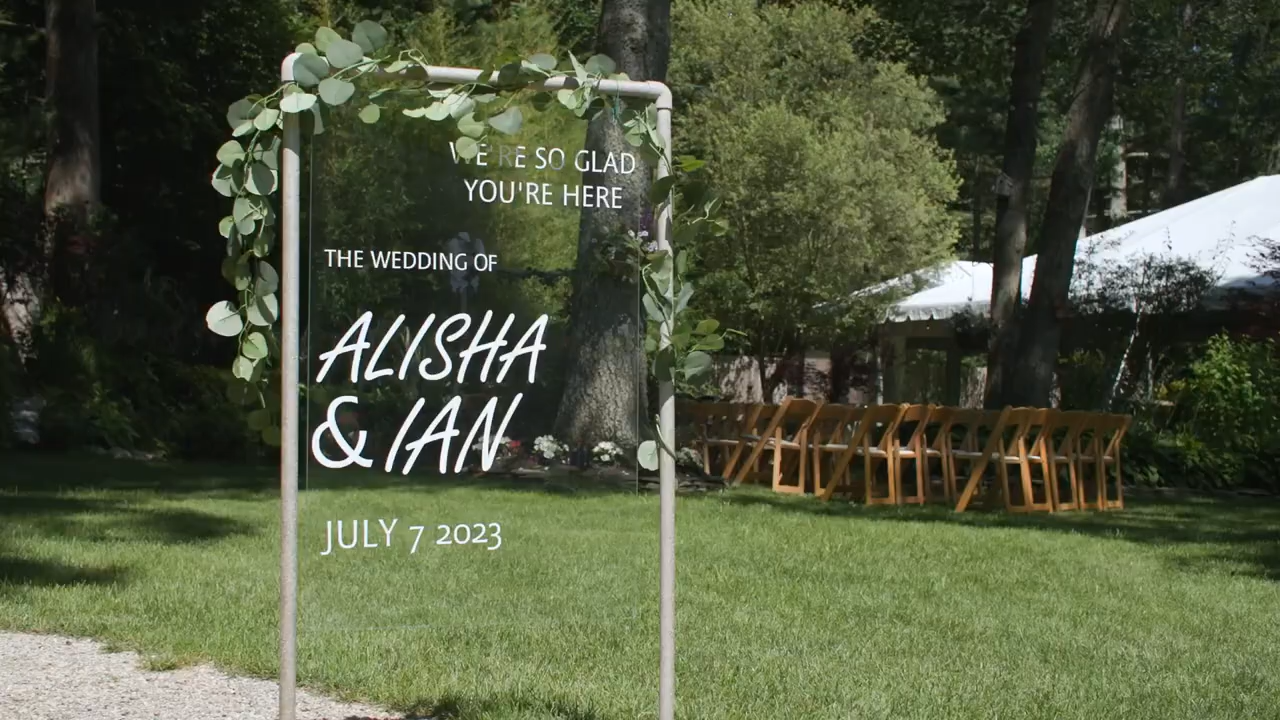 WE'RE SO GLAD
YOU'RE HERE
THE WEDDING OF
ALISHA
& IAN
JULY 7 2023